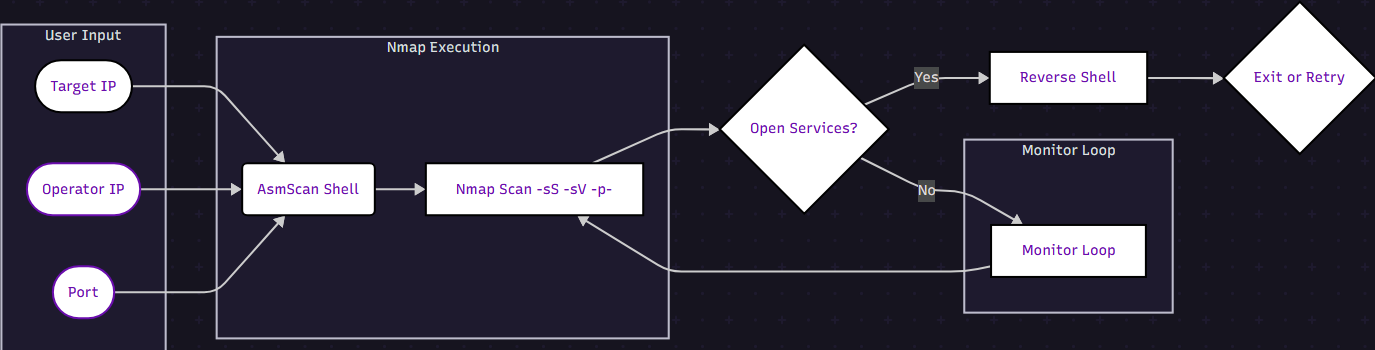 User Input
Target IP
Operator IP
Port
Nmap Execution
AsmScan Shell
Nmap Scan -sS -sV -p-
Open Services?
Yes
No
Reverse Shell
Exit or Retry
Monitor Loop
Monitor Loop